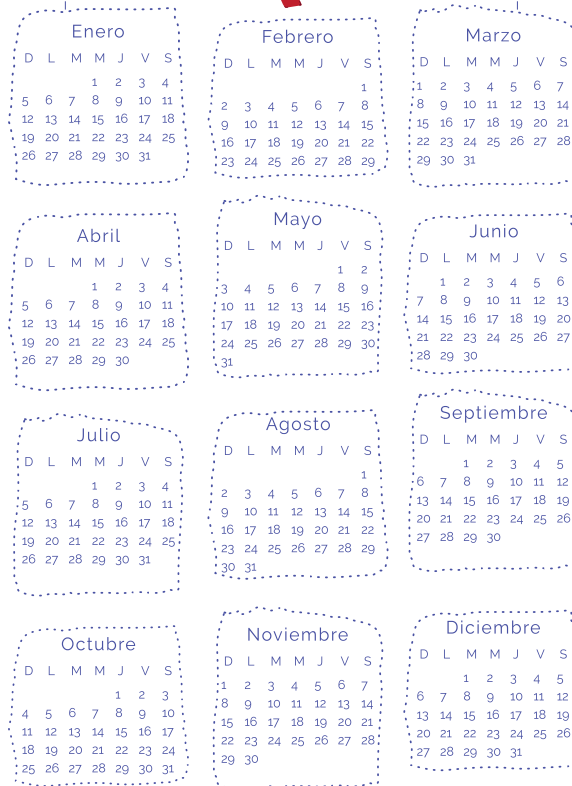 Enero
D L M M J V S
1 2 3 4
5 6 7 8 9 10 11
12 13 14 15 16 17 18
19 20 21 22 23 24 25
26 27 28 29 30 31
Febrero
D L M M J V S
1
2 3 4 5 6 7 8
9 10 11 12 13 14 15
16 17 18 19 20 21 22
23 24 25 26 27 28 29
Marzo
D L M M J V S
1 2 3 4 5 6 7
8 9 10 11 12 13 14
15 16 17 18 19 20 21
22 23 24 25 26 27 28
29 30 31
Abril
D L M M J V S
1 2 3 4
5 6 7 8 9 10 11
12 13 14 15 16 17 18
19 20 21 22 23 24 25
26 27 28 29 30
Mayo
D L M M J V S
1 2
3 4 5 6 7 8 9
10 11 12 13 14 15 16
17 18 19 20 21 22 23
24 25 26 27 28 29 30
31
Junio
D L M M J V S
1 2 3 4 5 6
7 8 9 10 11 12 13
14 15 16 17 18 19 20
21 22 23 24 25 26 27
28 29 30
Julio
D L M M J V S
1 2 3 4
5 6 7 8 9 10 11
12 13 14 15 16 17 18
19 20 21 22 23 24 25
26 27 28 29 30 31
Agosto
D L M M J V S
1
2 3 4 5 6 7 8
9 10 11 12 13 14 15
16 17 18 19 20 21 22
23 24 25 26 27 28 29
30 31
Septiembre
D L M M J V S
1 2 3 4 5
6 7 8 9 10 11 12
13 14 15 16 17 18 19
20 21 22 23 24 25 26
27 28 29 30
Octubre
D L M M J V S
1 2 3
4 5 6 7 8 9 10
11 12 13 14 15 16 17
18 19 20 21 22 23 24
25 26 27 28 29 30 31
Noviembre
D L M M J V S
1 2 3 4 5 6 7
8 9 10 11 12 13 14
15 16 17 18 19 20 21
22 23 24 25 26 27 28
29 30
Diciembre
D L M M J V S
1 2 3 4 5
6 7 8 9 10 11 12
13 14 15 16 17 18 19
20 21 22 23 24 25 26
27 28 29 30 31